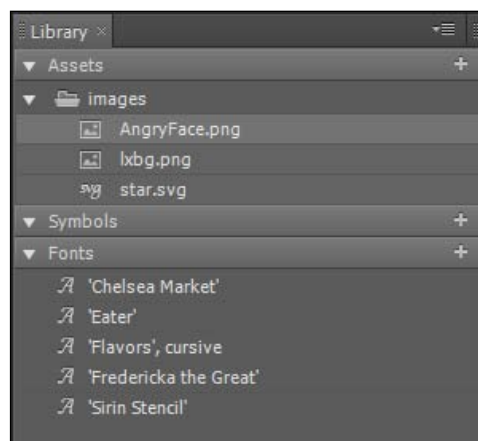 Library
Assets
images
AngryFace.png
lxbg.png
svg star.svg
Symbols
Fonts
'Chelsea Market'
'Eater'
'Flavors', cursive
'Fredericka the Great'
'Sirin Stencil'